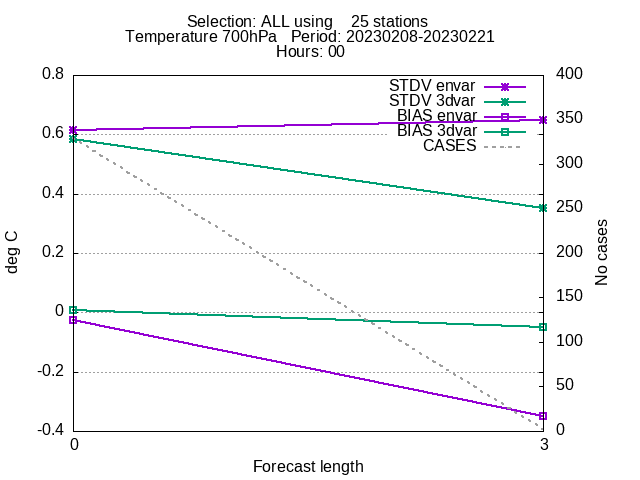 Selection: ALL using    25 stations
Temperature 700hPa   Period: 20230208-20230221
Hours: 00
0.8
0.6
0.4
0.2
0
-0.2
-0.4
deg C
STDV envar
STDV 3dvar
BIAS envar
BIAS 3dvar
CASES
400
350
300
250
200
150
100
50
0
No cases
0
3
Forecast length